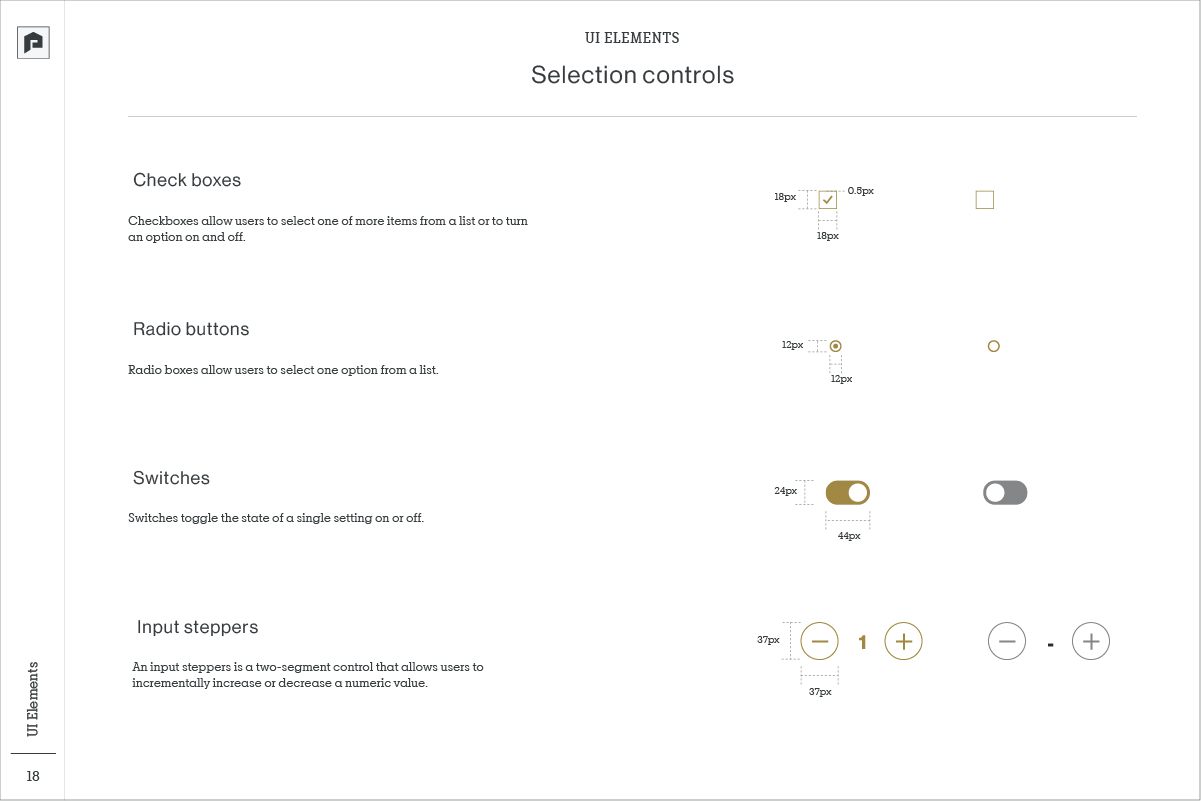 UI ELEMENTS
Selection controls
Check boxes
Checkboxes allow users to select one of more items from a list or to turn
an option on and off.
18px
0.5px
18px
Radio buttons
Radio boxes allow users to select one option from a list.
12px
12px
Switches
Switches toggle the state of a single setting on or off.
24px
44px
Input steppers
An input steppers is a two-segment control that allows users to
incrementally increase or decrease a numeric value.
37px
1
-
37px
UI Elements
18